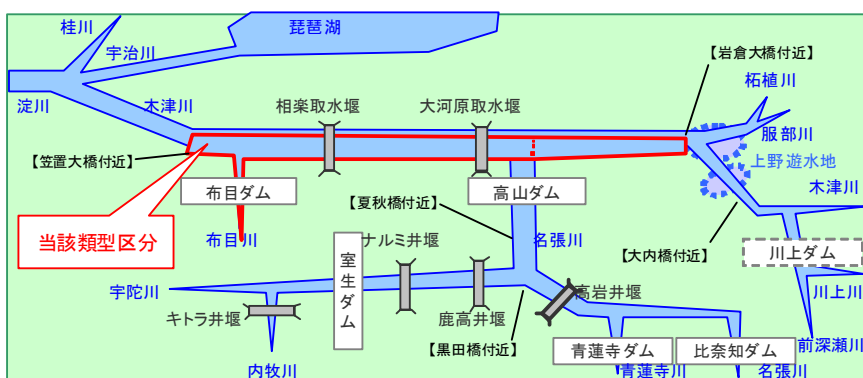 桂川
宇治川
琵琶湖
【岩倉大橋付近】
柘植川
淀川
木津川
相楽取水堰
大河原取水堰
服部川
上野遊水地
【笠置大橋付近】
布目ダム
高山ダム
木津川
【夏秋橋付近】
当該類型区分
布目川
ナルミ井堰
名張川
【大内橋付近】
川上ダム
室生ダム
宇陀川
高岩井堰
川上川
キトラ井堰
鹿高井堰
【黒田橋付近】
青蓮寺ダム
比奈知ダム
前深瀬川
内牧川
青蓮寺川
名張川